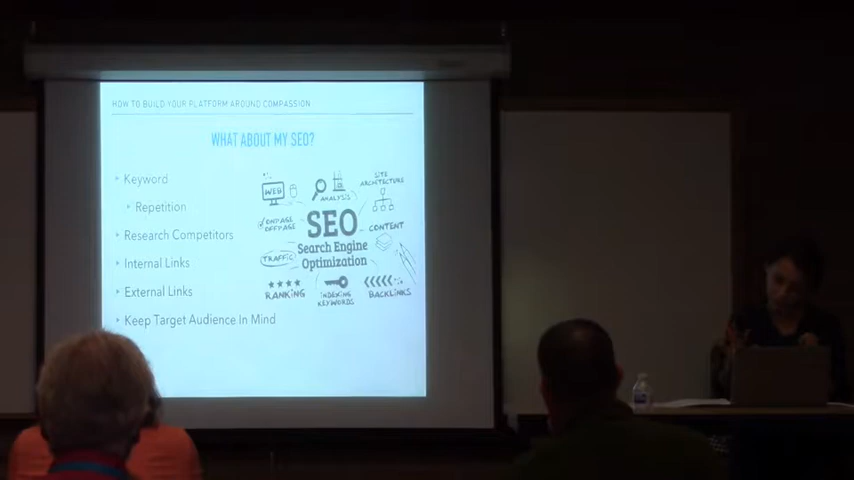 HOW TO BUILD YOUR PLATFORM AROUND COMPASSION
WHAT ABOUT MY SEO?
Keyword
Repetition
Research Competitors
Internal Links
External Links
Keep Target Audience In Mind
WEB
ANALYSIS
SITE
ARCHITECTURE
ONPAGE
OFFPAGE
SEO
Search Engine
Optimization
CONTENT
TRAFFIC
RANKING
INDEXING
KEYWORDS
BACKLINKS